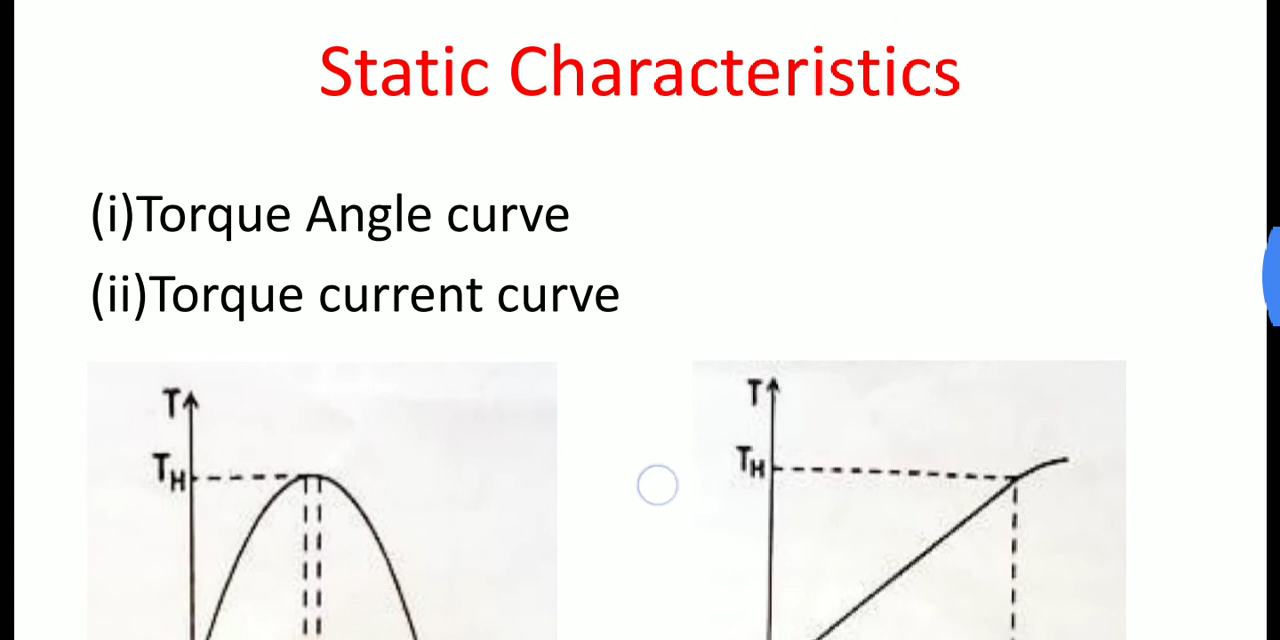 Static Characteristics
(i)Torque Angle curve
(ii)Torque current curve
T
TH
T
TH